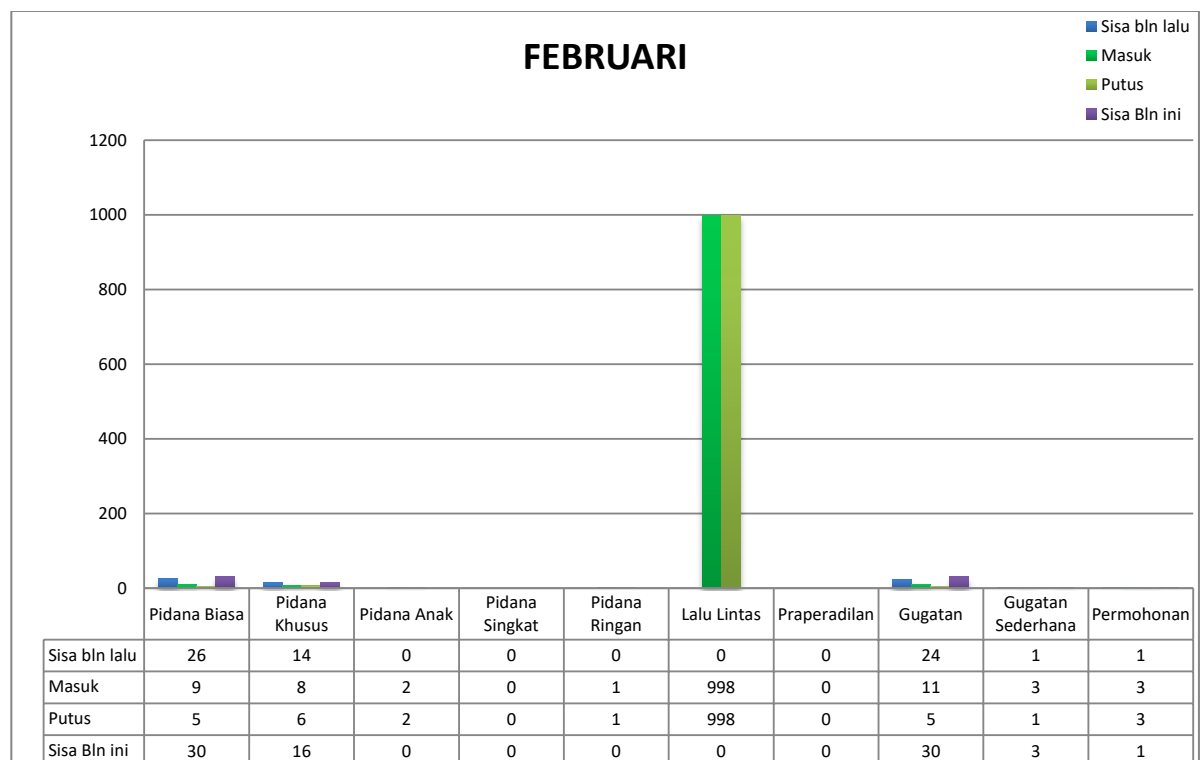 FEBRUARI
Sisa bln lalu
Masuk
Putus
Sisa Bln ini
1200
1000
800
600
400
200
0
Pidana Biasa Pidana Khusus Pidana Anak Pidana Singkat Pidana Ringan Lalu Lintas Praperadilan Gugatan Gugatan Sederhana Permohonan
Sisa bln lalu 26 14 0 0 0 0 0 24 1 1
Masuk 9 8 2 0 1 998 0 11 3 3
Putus 5 6 2 0 1 998 0 5 1 3
Sisa Bln ini 30 16 0 0 0 0 0 30 3 1